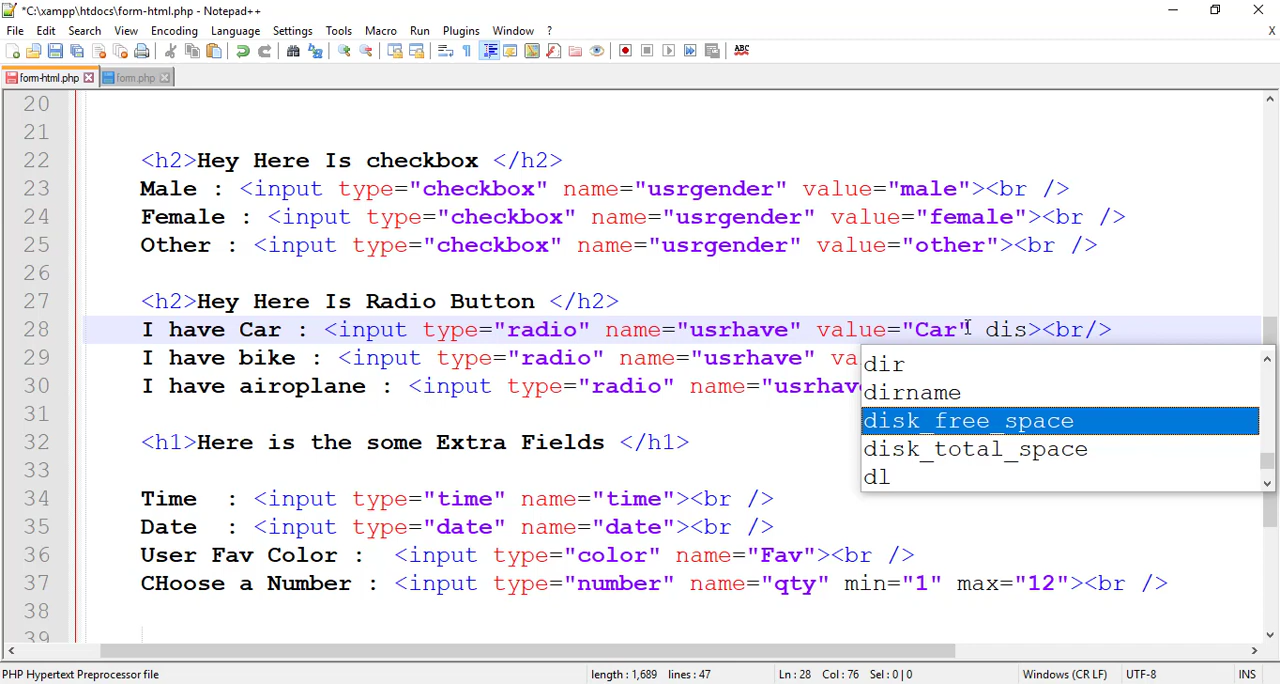 *C:\xampp\htdocs\form-html.php - Notepad++
File Edit Search View Encoding Language Settings Tools Macro Run Plugins Window ? X
form-html.php form.php
20
21
22 <h2>Hey Here Is checkbox </h2>
23 Male : <input type="checkbox" name="usrgender" value="male"><br />
24 Female : <input type="checkbox" name="usrgender" value="female"><br />
25 Other : <input type="checkbox" name="usrgender" value="other"><br />
26
27 <h2>Hey Here Is Radio Button </h2>
28 I have Car : <input type="radio" name="usrhave" value="Car" dis><br/>
29 I have bike : <input type="radio" name="usrhave" va
30 I have airoplane : <input type="radio" name="usrhave
dir
dirname
disk_free_space
disk_total_space
dl
31
32 <h1>Here is the some Extra Fields </h1>
33
34 Time : <input type="time" name="time"><br />
35 Date : <input type="date" name="date"><br />
36 User Fav Color : <input type="color" name="Fav"><br />
37 CHoose a Number : <input type="number" name="qty" min="1" max="12"><br />
38
39
PHP Hypertext Preprocessor file length : 1,689 lines : 47 Ln : 28 Col : 76 Sel : 0 | 0 Windows (CR LF) UTF-8 INS